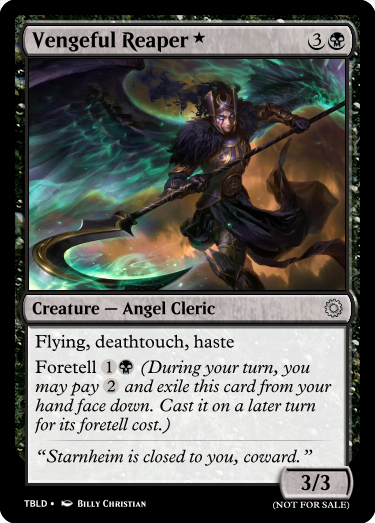 Vengeful Reaper ★ 3
Creature — Angel Cleric
Flying, deathtouch, haste
Foretell 1 (During your turn, you
may pay 2 and exile this card from your
hand face down. Cast it on a later turn
for its foretell cost.)
“Starnheim is closed to you, coward.”
3/3
TBLD • Billy Christian
(NOT FOR SALE)